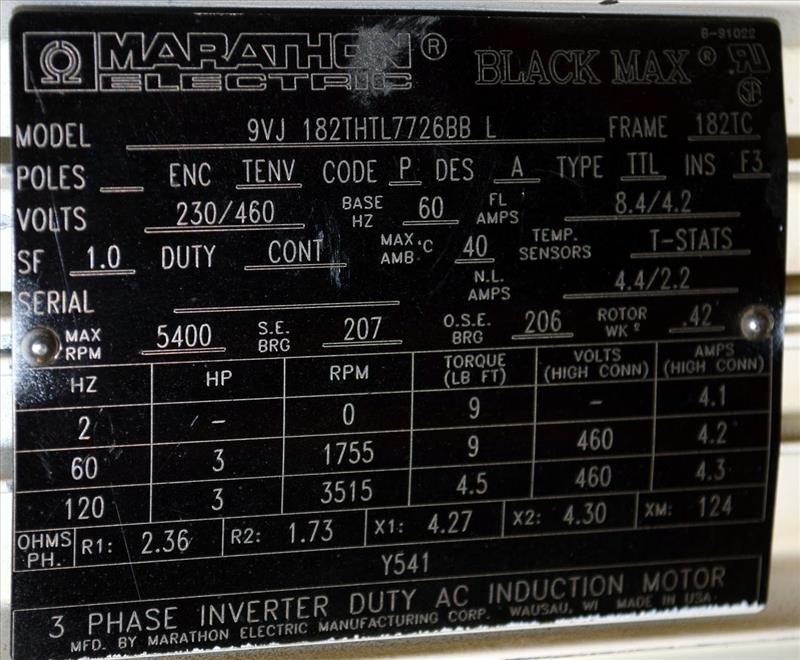 MARATHON ® BLACK MAX ® 6-91022
ELECTRIC
MODEL 9VJ 182THTL7726BB L FRAME 182TC
POLES ENC TENV CODE P DES A TYPE TTL INS F3
VOLTS 230/460 BASE HZ 60 FL AMPS 8.4/4.2
SF 1.0 DUTY CONT MAX AMB °C 40 TEMP. SENSORS T-STATS
SERIAL N.L. AMPS 4.4/2.2
MAX RPM 5400 S.E. BRG 207 O.S.E. BRG 206 ROTOR WK² .42
HZ HP RPM TORQUE (LB FT) VOLTS (HIGH CONN) AMPS (HIGH CONN)
2 - 0 9 - 4.1
60 3 1755 9 460 4.2
120 3 3515 4.5 460 4.3
OHMS PH. R1: 2.36 R2: 1.73 X1: 4.27 X2: 4.30 XM: 124
Y541
3 PHASE INVERTER DUTY AC INDUCTION MOTOR
MFD. BY MARATHON ELECTRIC MANUFACTURING CORP. WAUSAU, WI MADE IN USA